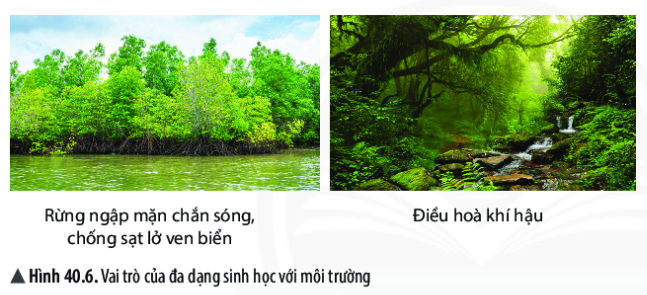 Rừng ngập mặn chắn sóng,
chống sạt lở ven biển
Điều hoà khí hậu
▲ Hình 40.6. Vai trò của đa dạng sinh học với môi trường